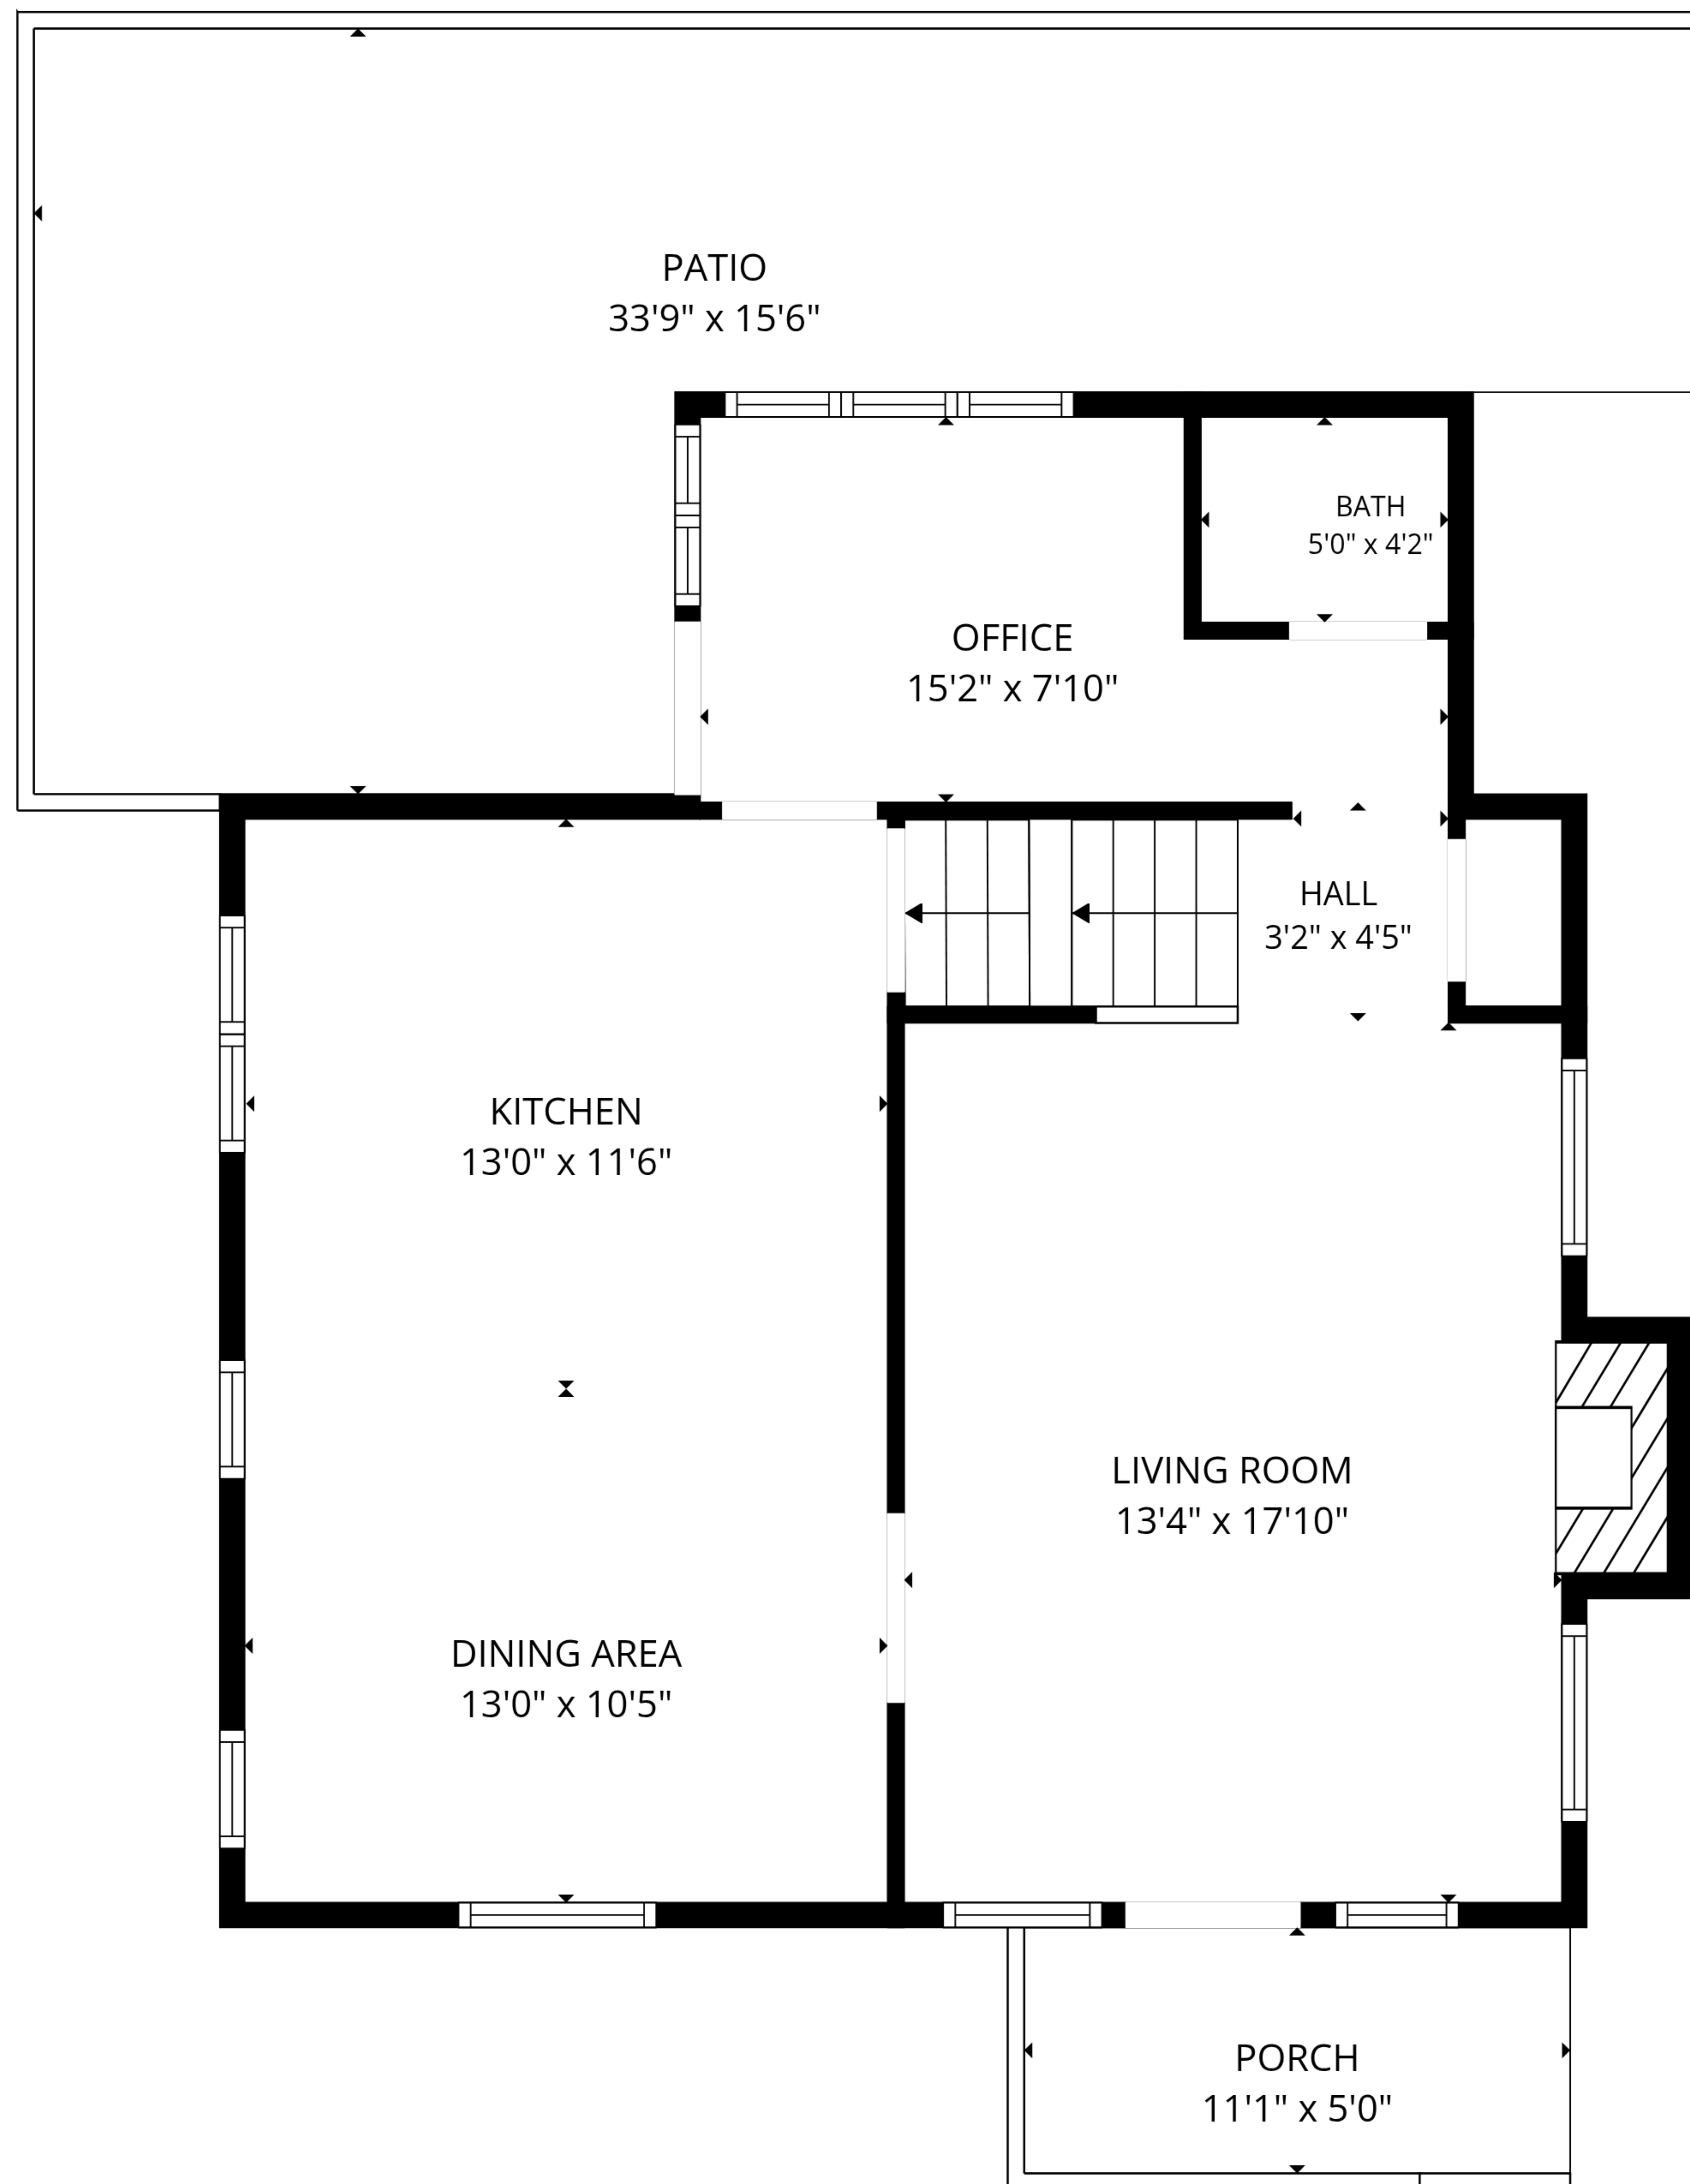 PATIO
33'9" x 15'6"
BATH
5'0" x 4'2"
OFFICE
15'2" x 7'10"
HALL
3'2" x 4'5"
KITCHEN
13'0" x 11'6"
LIVING ROOM
13'4" x 17'10"
DINING AREA
13'0" x 10'5"
PORCH
11'1" x 5'0"